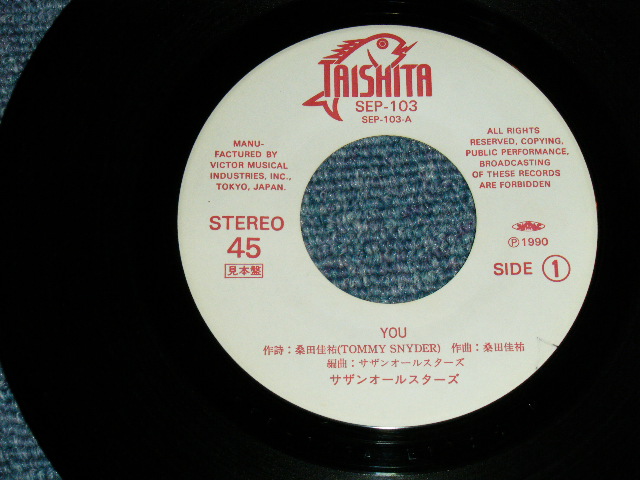 TAISHITA
SEP-103
SEP-103-A
MANU-
FACTURED BY
VICTOR MUSICAL
INDUSTRIES, INC.,
TOKYO, JAPAN.
ALL RIGHTS
RESERVED, COPYING,
PUBLIC PERFORMANCE,
BROADCASTING
OF THESE RECORDS
ARE FORBIDDEN
STEREO
45
見本盤
Ⓟ1990
SIDE 1
YOU
作詩：桑田佳祐(TOMMY SNYDER) 作曲：桑田佳祐
編曲：サザンオールスターズ
サザンオールスターズ